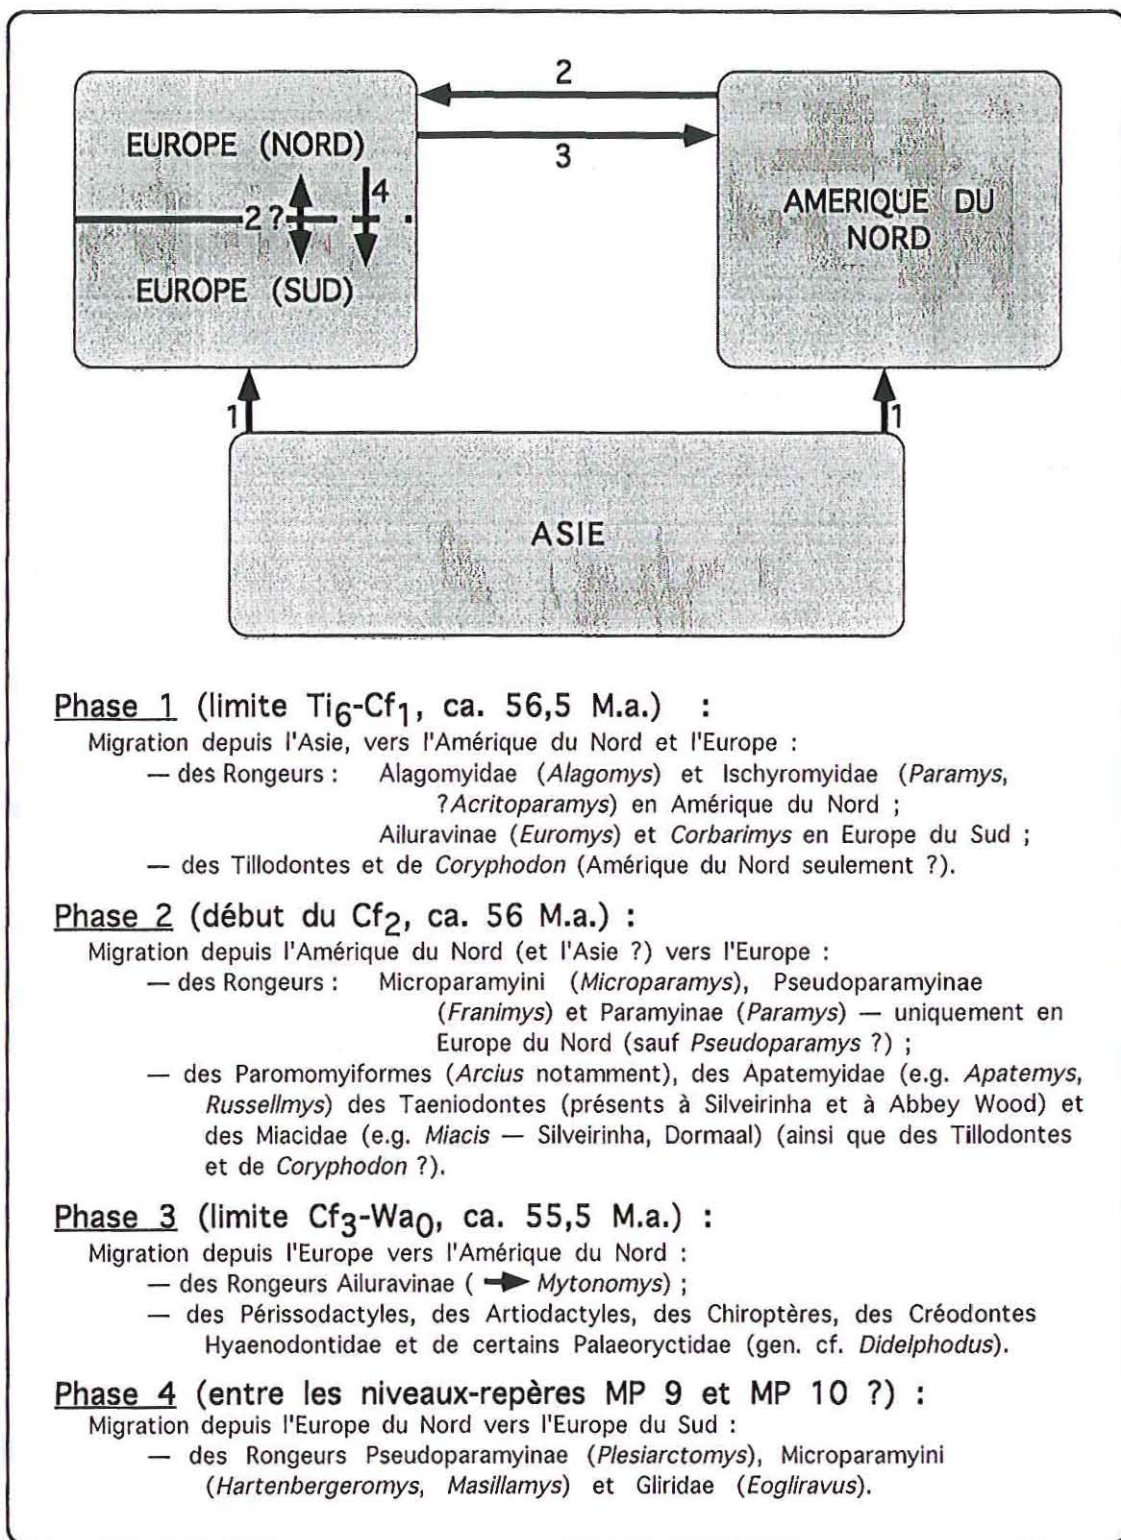 2
EUROPE (NORD)
3
4
AMERIQUE DU
NORD
2 ?
EUROPE (SUD)
1
1
ASIE
Phase 1 (limite Ti6-Cf1, ca. 56,5 M.a.) :
Migration depuis l'Asie, vers l'Amérique du Nord et l'Europe :
— des Rongeurs : Alagomyidae (Alagomys) et Ischyromyidae (Paramys,
?Acritoparamys) en Amérique du Nord ;
Ailuravinae (Euromys) et Corbarimys en Europe du Sud ;
— des Tillodontes et de Coryphodon (Amérique du Nord seulement ?).
Phase 2 (début du Cf2, ca. 56 M.a.) :
Migration depuis l'Amérique du Nord (et l'Asie ?) vers l'Europe :
— des Rongeurs : Microparamyini (Microparamys), Pseudoparamyinae
(Franimys) et Paramyinae (Paramys) — uniquement en
Europe du Nord (sauf Pseudoparamys ?) ;
— des Paromomyiformes (Arcius notamment), des Apatemyidae (e.g. Apatemys,
Russellmys) des Taeniodontes (présents à Silveirinha et à Abbey Wood) et
des Miacidae (e.g. Miacis — Silveirinha, Dormaal) (ainsi que des Tillodontes
et de Coryphodon ?).
Phase 3 (limite Cf3-Wa0, ca. 55,5 M.a.) :
Migration depuis l'Europe vers l'Amérique du Nord :
— des Rongeurs Ailuravinae ( ➡ Mytonomys) ;
— des Périssodactyles, des Artiodactyles, des Chiroptères, des Créodontes
Hyaenodontidae et de certains Palaeoryctidae (gen. cf. Didelphodus).
Phase 4 (entre les niveaux-repères MP 9 et MP 10 ?) :
Migration depuis l'Europe du Nord vers l'Europe du Sud :
— des Rongeurs Pseudoparamyinae (Plesiarctomys), Microparamyini
(Hartenbergeromys, Masillamys) et Gliridae (Eogliravus).